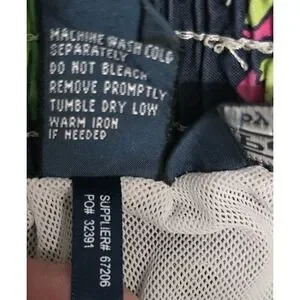 MACHINE WASH COLD
SEPARATELY
DO NOT BLEACH
REMOVE PROMPTLY
TUMBLE DRY LOW
WARM IRON
IF NEEDED
SUPPLIER# 67206
PO# 32391